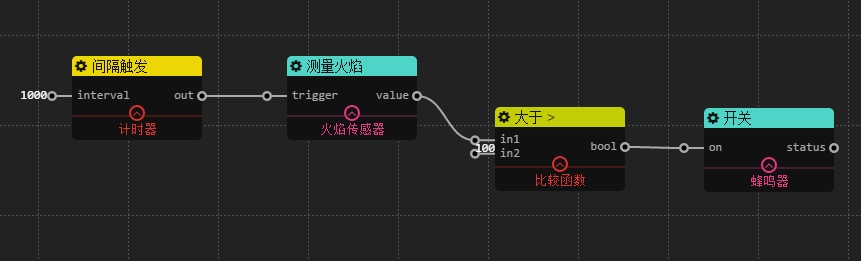 间隔触发
1000 interval out
计时器
测量火焰
trigger value
火焰传感器
大于 >
in1
100 in2
bool
比较函数
开关
on status
蜂鸣器